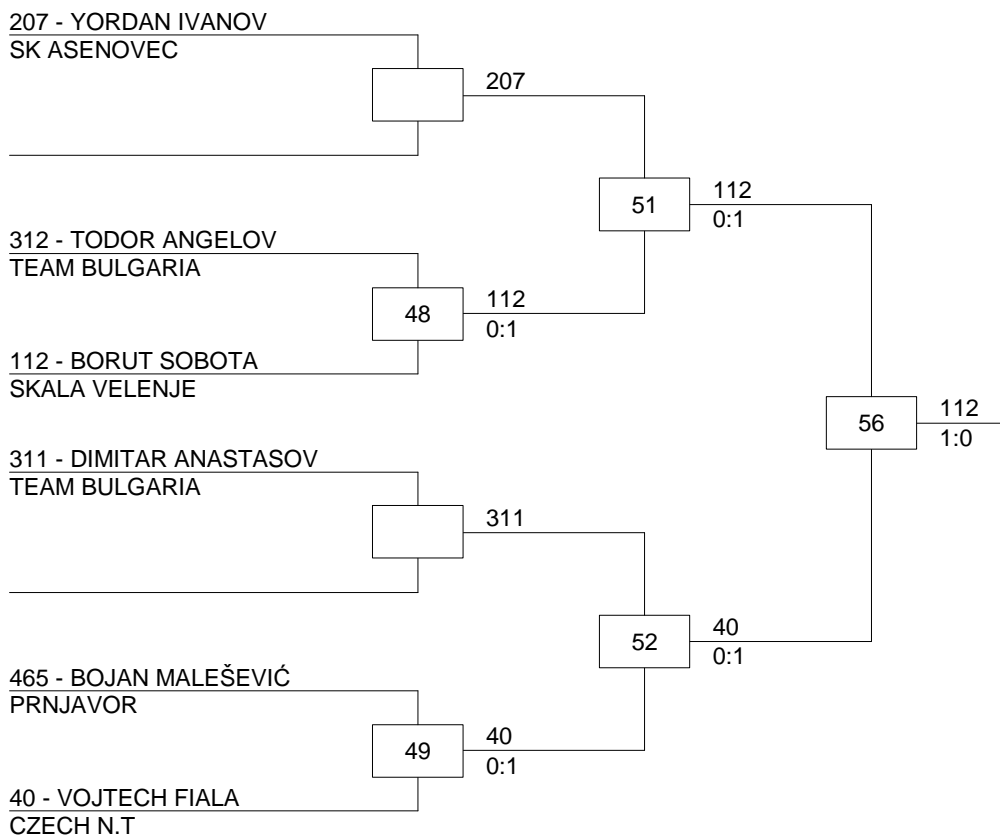 207 - YORDAN IVANOV
SK ASENOVEC
207
51
112
0:1
312 - TODOR ANGELOV
TEAM BULGARIA
48
112
0:1
112 - BORUT SOBOTA
SKALA VELENJE
56
112
1:0
311 - DIMITAR ANASTASOV
TEAM BULGARIA
311
52
40
0:1
465 - BOJAN MALEŠEVIĆ
PRNJAVOR
49
40
0:1
40 - VOJTECH FIALA
CZECH N.T